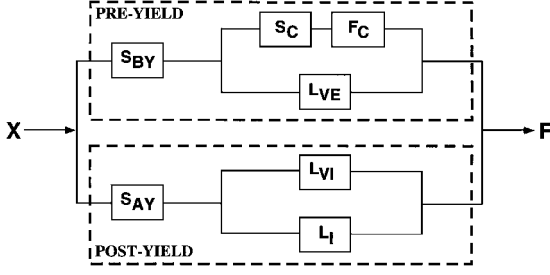 PRE-YIELD
S_C F_C
S_BY
L_VE
X F
L_VI
S_AY
L_I
POST-YIELD